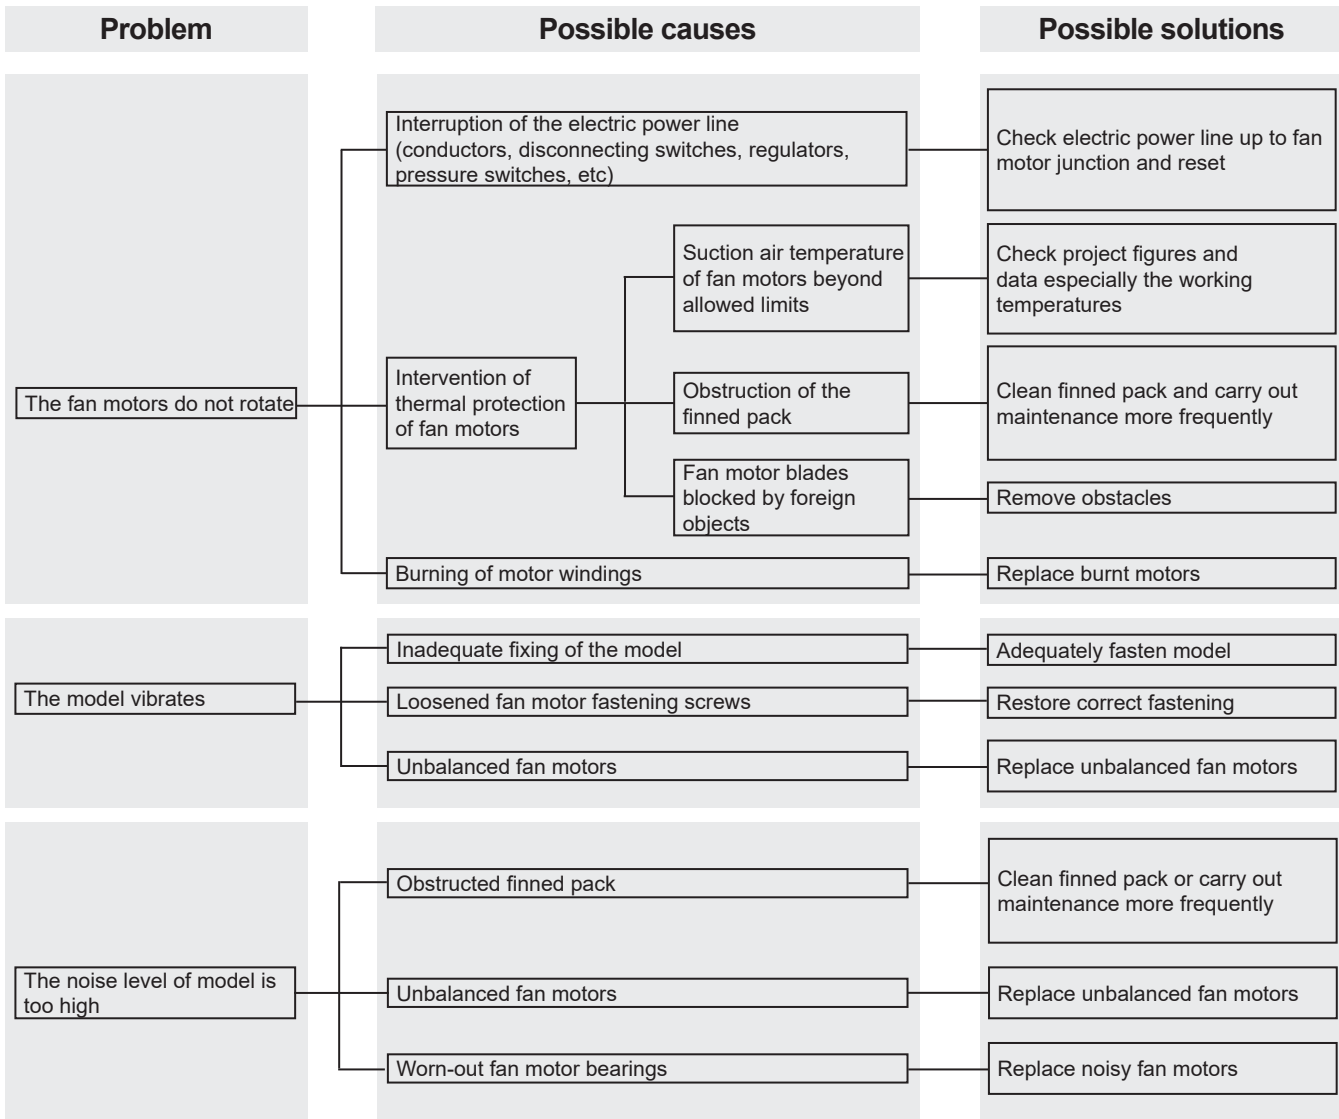 Problem
Possible causes
Possible solutions
The fan motors do not rotate
Interruption of the electric power line
(conductors, disconnecting switches, regulators,
pressure switches, etc)
Check electric power line up to fan
motor junction and reset
Intervention of
thermal protection
of fan motors
Suction air temperature
of fan motors beyond
allowed limits
Check project figures and
data especially the working
temperatures
Obstruction of the
finned pack
Clean finned pack and carry out
maintenance more frequently
Fan motor blades
blocked by foreign
objects
Remove obstacles
Burning of motor windings
Replace burnt motors
The model vibrates
Inadequate fixing of the model
Adequately fasten model
Loosened fan motor fastening screws
Restore correct fastening
Unbalanced fan motors
Replace unbalanced fan motors
The noise level of model is
too high
Obstructed finned pack
Clean finned pack or carry out
maintenance more frequently
Unbalanced fan motors
Replace unbalanced fan motors
Worn-out fan motor bearings
Replace noisy fan motors